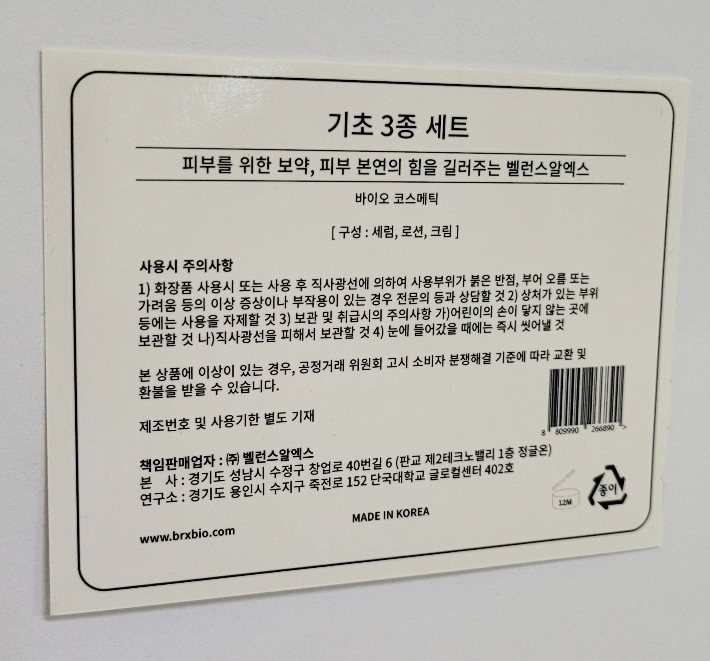 기초 3종 세트
피부를 위한 보약, 피부 본연의 힘을 길러주는 벨런스알엑스
바이오 코스메틱
[ 구성 : 세럼, 로션, 크림 ]
사용시 주의사항
1) 화장품 사용시 또는 사용 후 직사광선에 의하여 사용부위가 붉은 반점, 부어 오름 또는
가려움 등의 이상 증상이나 부작용이 있는 경우 전문의 등과 상담할 것 2) 상처가 있는 부위
등에는 사용을 자제할 것 3) 보관 및 취급시의 주의사항 가)어린이의 손이 닿지 않는 곳에
보관할 것 나)직사광선을 피해서 보관할 것 4) 눈에 들어갔을 때에는 즉시 씻어낼 것
본 상품에 이상이 있는 경우, 공정거래 위원회 고시 소비자 분쟁해결 기준에 따라 교환 및
환불을 받을 수 있습니다.
제조번호 및 사용기한 별도 기재
8 809990 266890 >
책임판매업자 : ㈜ 벨런스알엑스
본 사 : 경기도 성남시 수정구 창업로 40번길 6 (판교 제2테크노밸리 1층 정글온)
연구소 : 경기도 용인시 수지구 죽전로 152 단국대학교 글로컬센터 402호
12M
종이
MADE IN KOREA
www.brxbio.com